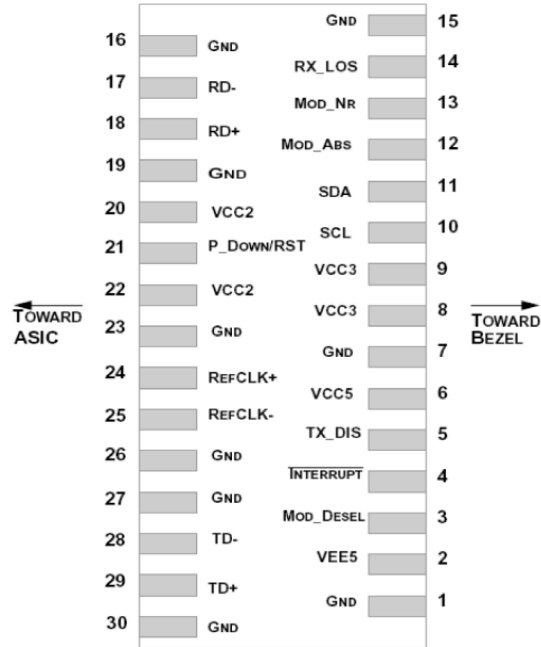 15 GND
16 GND
14 RX_LOS
17 RD-
13 MOD_NR
18 RD+
12 MOD_ABS
19 GND
11 SDA
20 VCC2
10 SCL
21 P_DOWN/RST
9 VCC3
22 VCC2
8 VCC3
TOWARD ASIC
TOWARD BEZEL
23 GND
7 GND
24 REFCLK+
6 VCC5
25 REFCLK-
5 TX_DIS
26 GND
4 INTERRUPT
27 GND
3 MOD_DESEL
28 TD-
2 VEE5
29 TD+
1 GND
30 GND